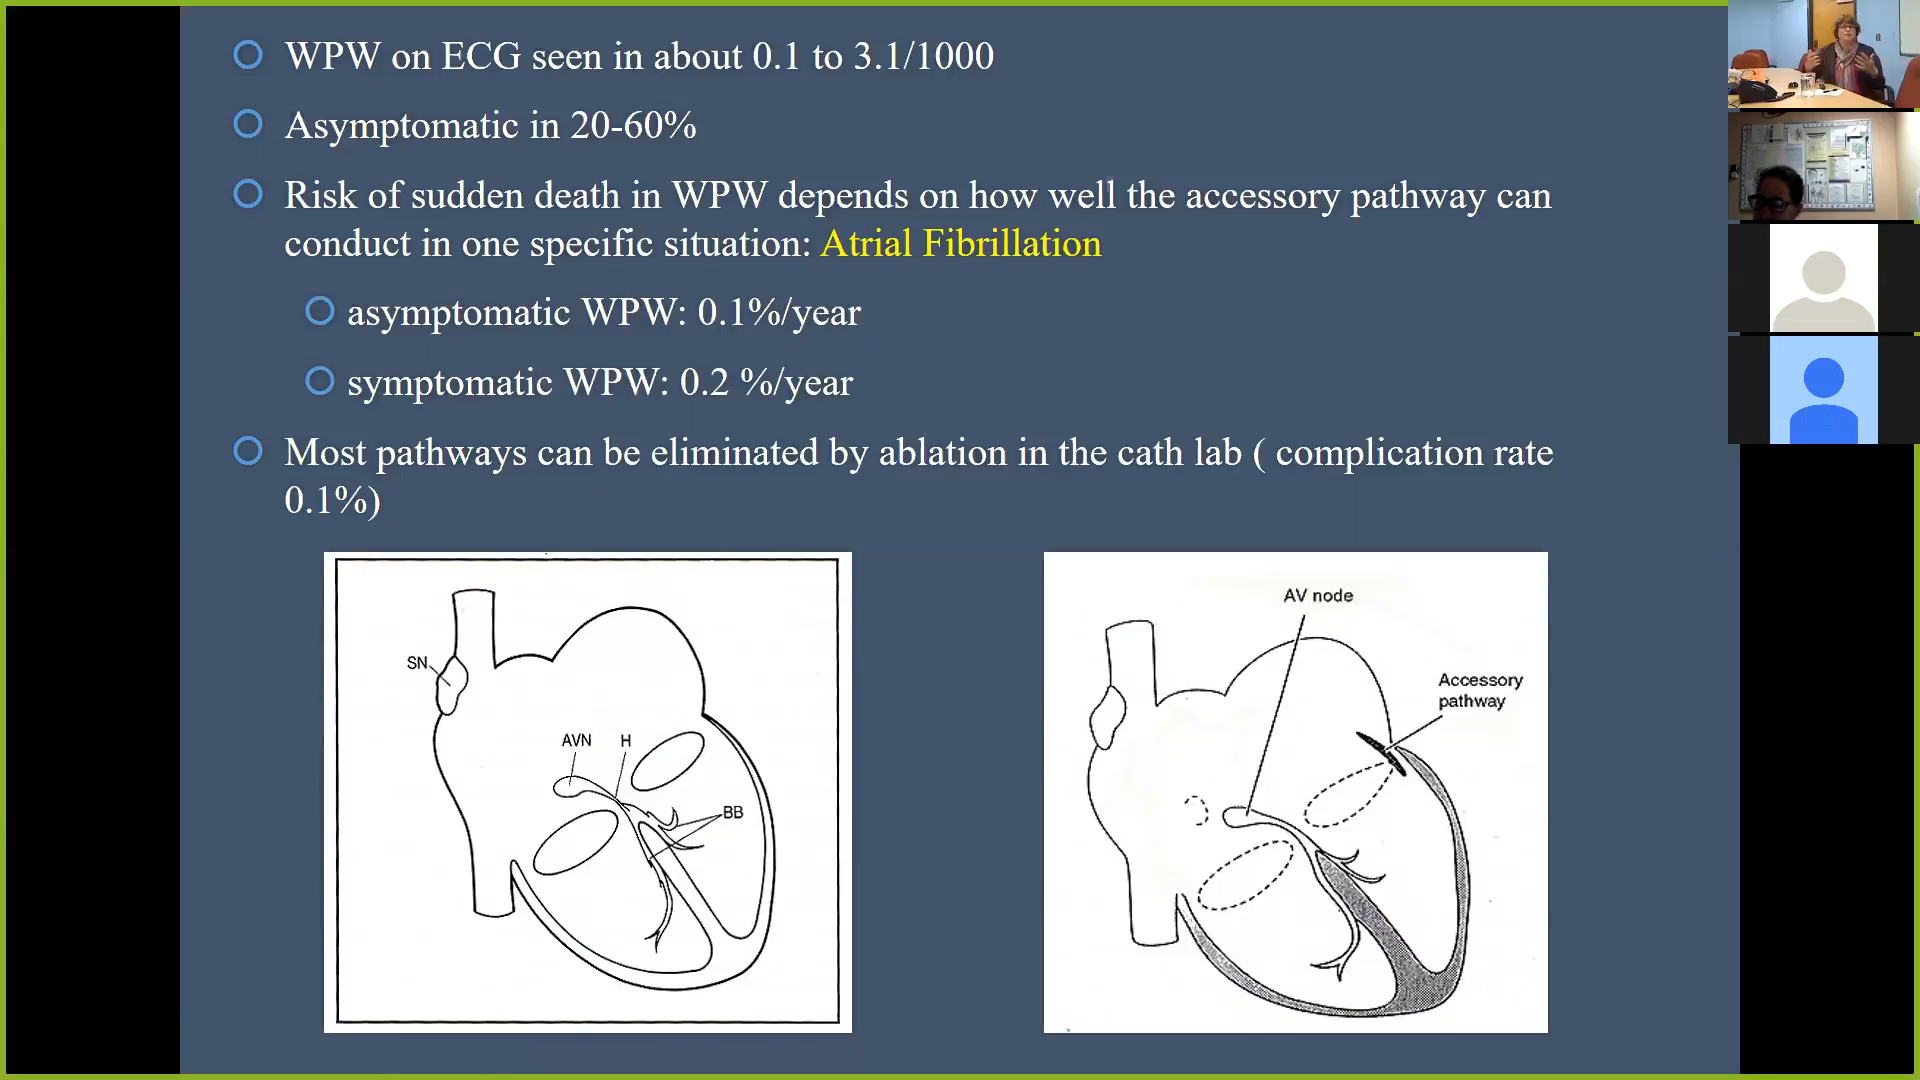 WPW on ECG seen in about 0.1 to 3.1/1000
Asymptomatic in 20-60%
Risk of sudden death in WPW depends on how well the accessory pathway can
conduct in one specific situation: Atrial Fibrillation
asymptomatic WPW: 0.1%/year
symptomatic WPW: 0.2 %/year
Most pathways can be eliminated by ablation in the cath lab ( complication rate
0.1%)
SN
AVN
H
BB
AV node
Accessory
pathway